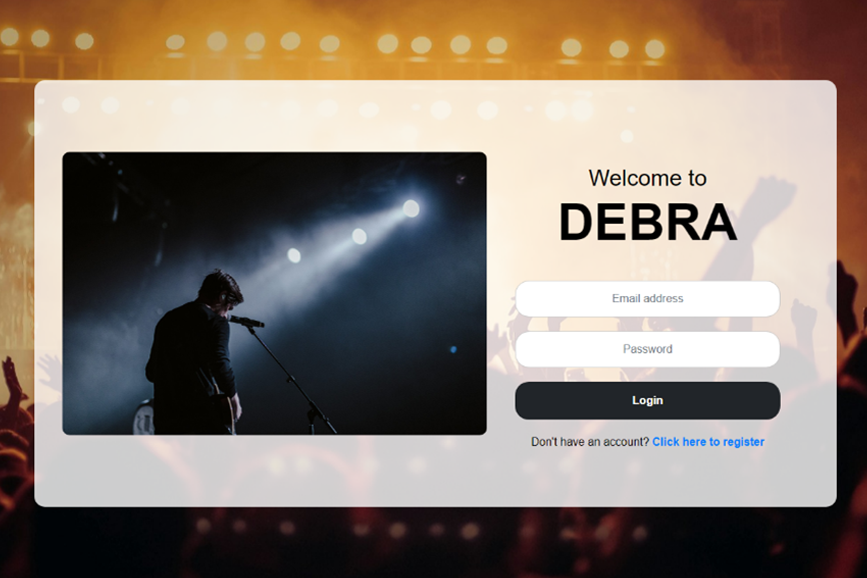 Welcome to
DEBRA
Email address
Password
Login
Don't have an account? Click here to register